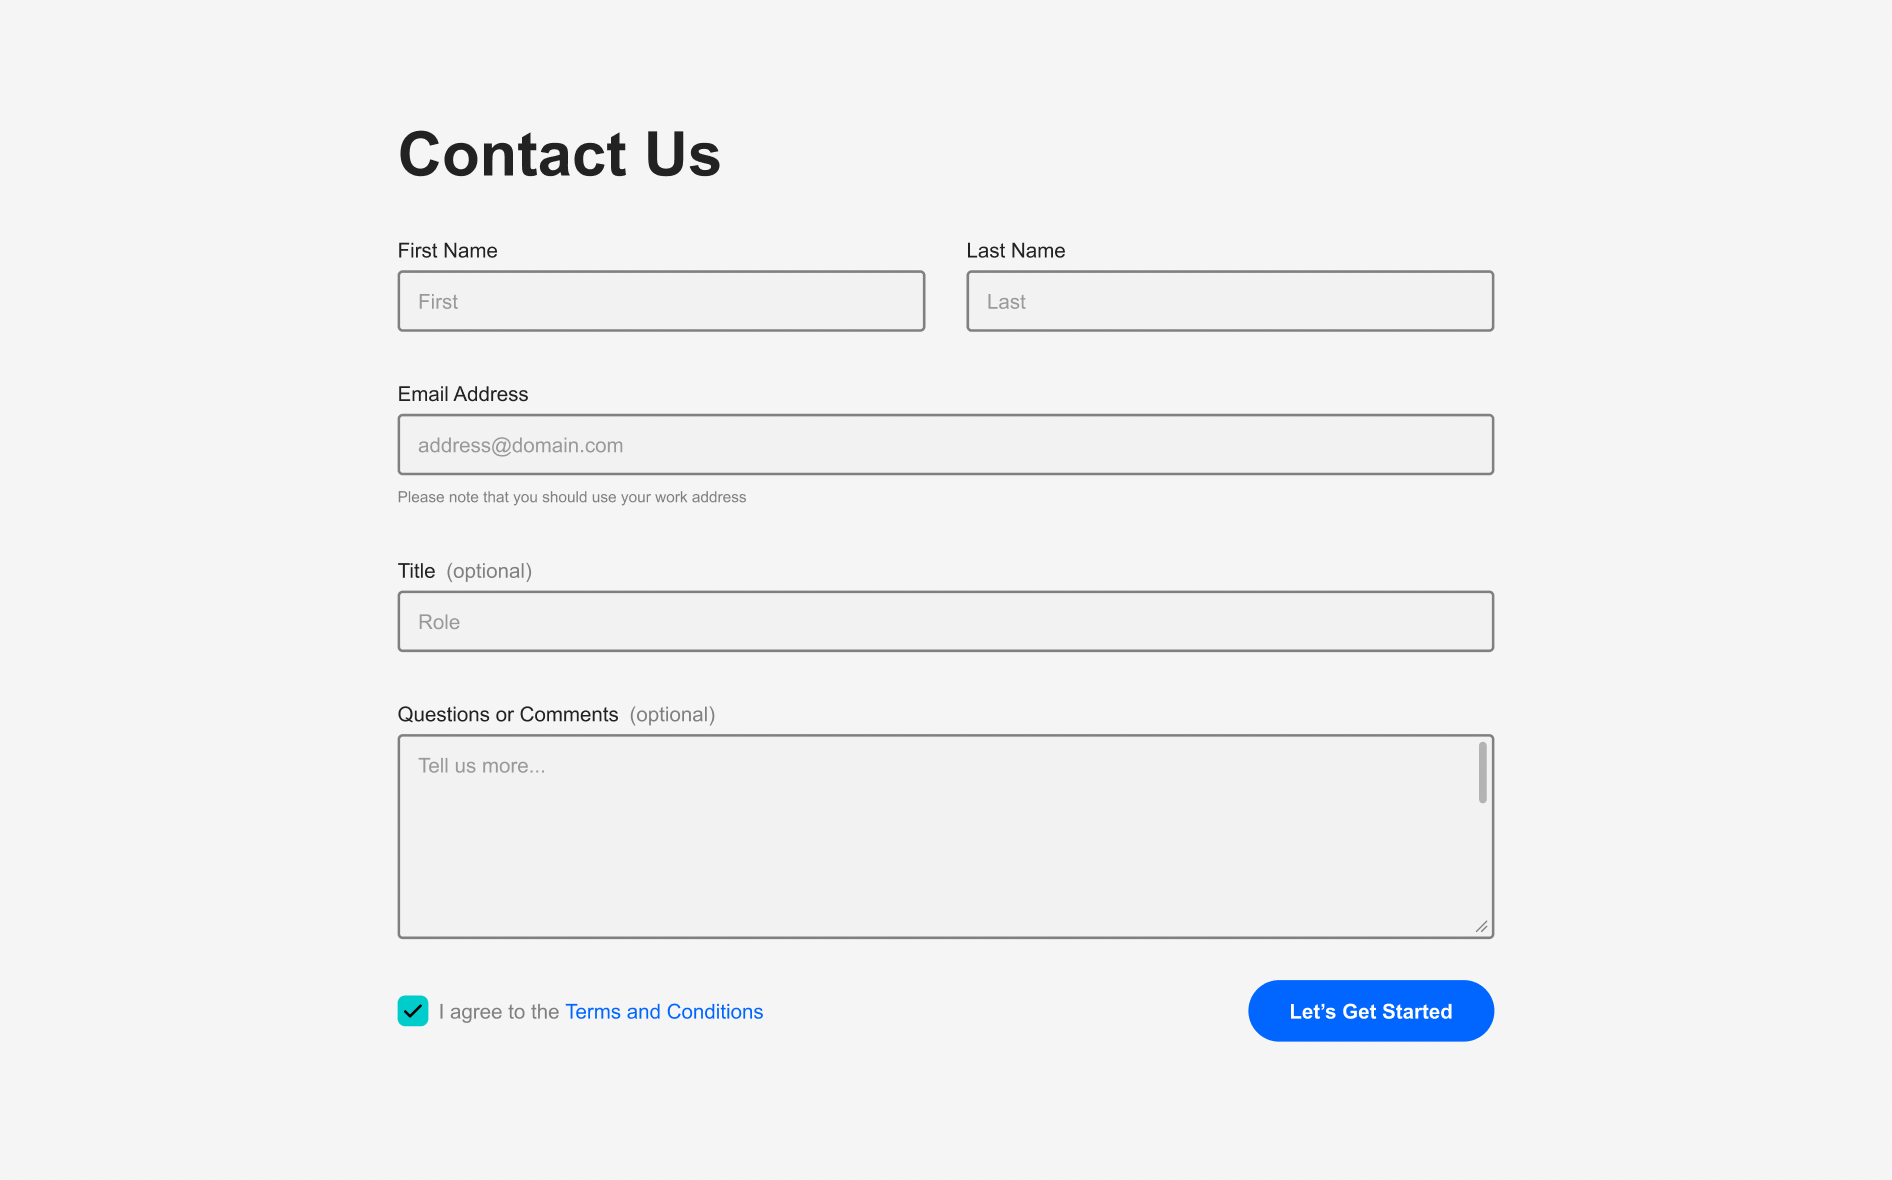 Contact Us
First Name
Last Name
First
Last
Email Address
address@domain.com
Please note that you should use your work address
Title (optional)
Role
Questions or Comments (optional)
Tell us more...
I agree to the Terms and Conditions
Let’s Get Started